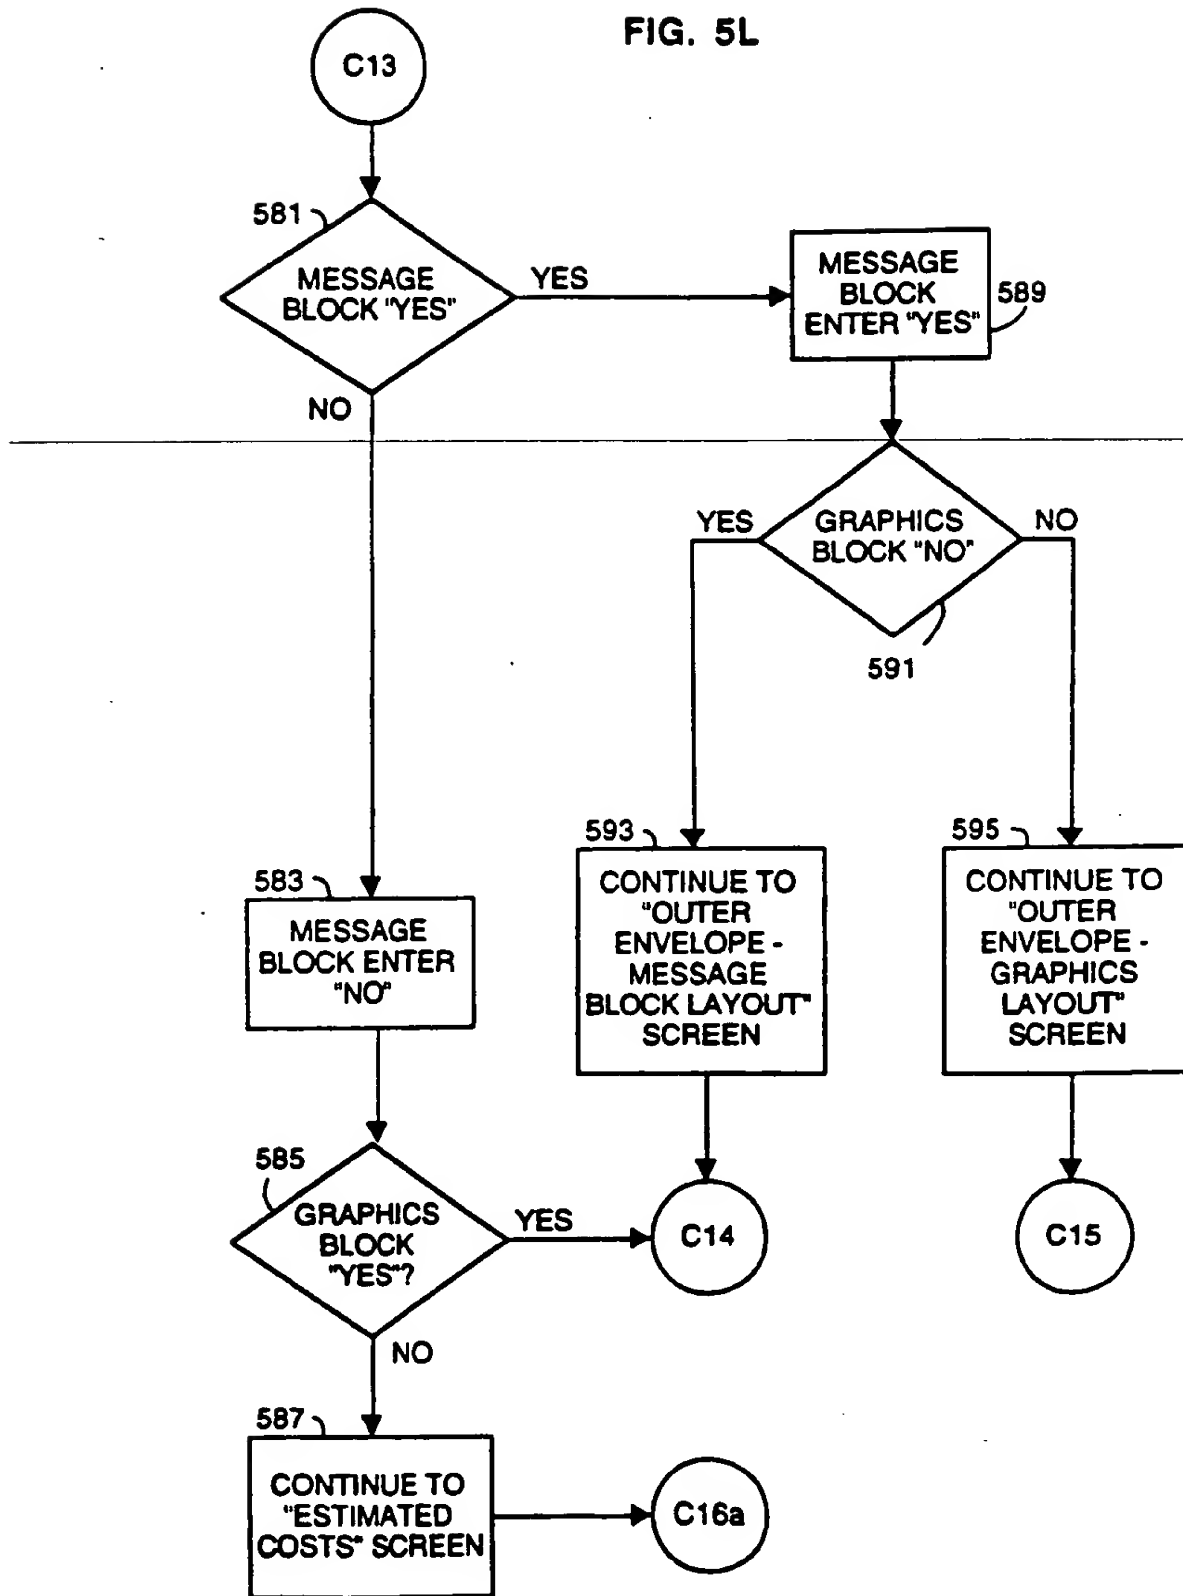 FIG. 5L
C13
581
MESSAGE
BLOCK "YES"
YES
NO
MESSAGE
BLOCK
ENTER "YES"
589
GRAPHICS
BLOCK "NO"
YES
NO
591
593
CONTINUE TO
"OUTER
ENVELOPE -
MESSAGE
BLOCK LAYOUT"
SCREEN
595
CONTINUE TO
"OUTER
ENVELOPE -
GRAPHICS
LAYOUT"
SCREEN
583
MESSAGE
BLOCK ENTER
"NO"
585
GRAPHICS
BLOCK
"YES"?
YES
NO
C14
C15
587
CONTINUE TO
"ESTIMATED
COSTS" SCREEN
C16a